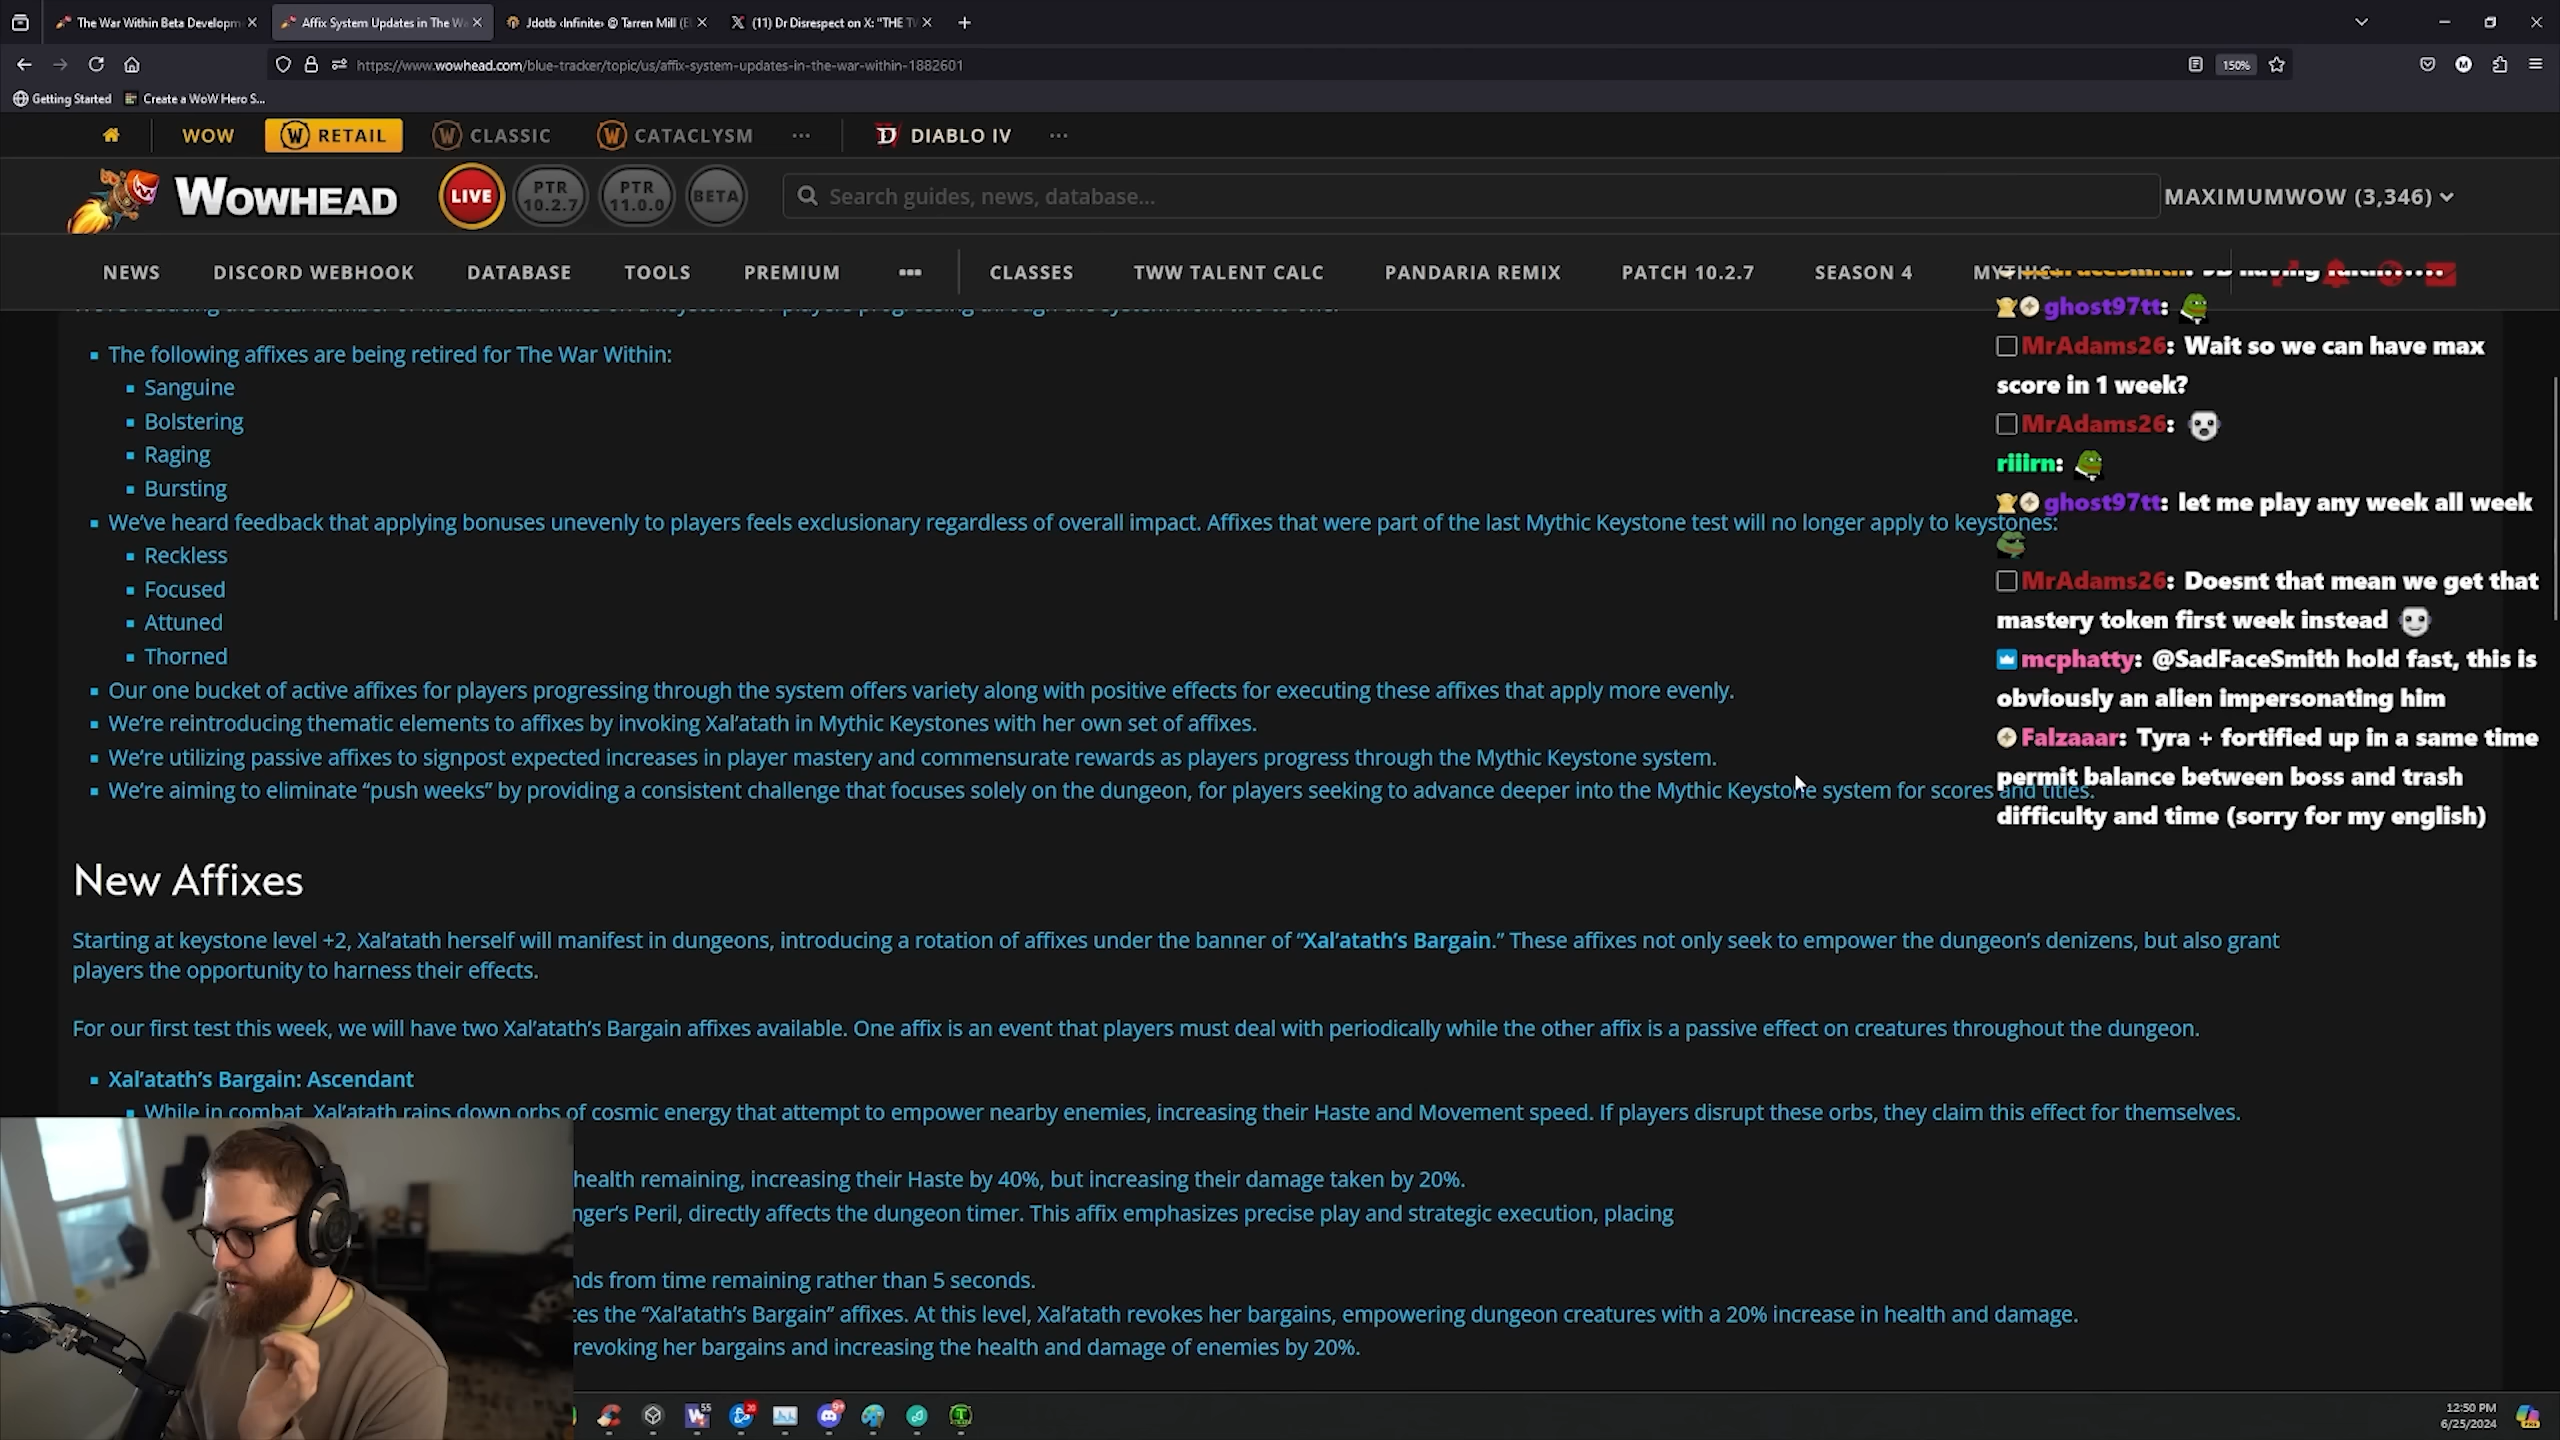 The War Within Beta Developm
Affix System Updates in The Wa
Jdotb ‹Infinite› @ Tarren Mill (E
(11) Dr Disrespect on X: "THE T
https://www.wowhead.com/blue-tracker/topic/us/affix-system-updates-in-the-war-within-1882601
150%
M
Getting Started
Create a WoW Hero S...
WOW
RETAIL
CLASSIC
CATACLYSM
...
DIABLO IV
...
WOWHEAD
LIVE
PTR
10.2.7
PTR
11.0.0
BETA
Search guides, news, database...
MAXIMUMWOW (3,346)
NEWS
DISCORD WEBHOOK
DATABASE
TOOLS
PREMIUM
...
CLASSES
TWW TALENT CALC
PANDARIA REMIX
PATCH 10.2.7
SEASON 4
MYTHIC
The following affixes are being retired for The War Within:
Sanguine
Bolstering
Raging
Bursting
We've heard feedback that applying bonuses unevenly to players feels exclusionary regardless of overall impact. Affixes that were part of the last Mythic Keystone test will no longer apply to keystones:
Reckless
Focused
Attuned
Thorned
Our one bucket of active affixes for players progressing through the system offers variety along with positive effects for executing these affixes that apply more evenly.
We're reintroducing thematic elements to affixes by invoking Xal'atath in Mythic Keystones with her own set of affixes.
We're utilizing passive affixes to signpost expected increases in player mastery and commensurate rewards as players progress through the Mythic Keystone system.
We're aiming to eliminate "push weeks" by providing a consistent challenge that focuses solely on the dungeon, for players seeking to advance deeper into the Mythic Keystone system for scores and titles.
ghost97tt:
MrAdams26: Wait so we can have max
score in 1 week?
MrAdams26:
riiirn:
ghost97tt: let me play any week all week
MrAdams26: Doesnt that mean we get that
mastery token first week instead
mcphatty: @SadFaceSmith hold fast, this is
obviously an alien impersonating him
Falzaaar: Tyra + fortified up in a same time
permit balance between boss and trash
difficulty and time (sorry for my english)
New Affixes
Starting at keystone level +2, Xal'atath herself will manifest in dungeons, introducing a rotation of affixes under the banner of "Xal'atath's Bargain." These affixes not only seek to empower the dungeon's denizens, but also grant
players the opportunity to harness their effects.
For our first test this week, we will have two Xal'atath's Bargain affixes available. One affix is an event that players must deal with periodically while the other affix is a passive effect on creatures throughout the dungeon.
Xal'atath's Bargain: Ascendant
While in combat, Xal'atath rains down orbs of cosmic energy that attempt to empower nearby enemies, increasing their Haste and Movement speed. If players disrupt these orbs, they claim this effect for themselves.
health remaining, increasing their Haste by 40%, but increasing their damage taken by 20%.
nger's Peril, directly affects the dungeon timer. This affix emphasizes precise play and strategic execution, placing
nds from time remaining rather than 5 seconds.
ces the "Xal'atath's Bargain" affixes. At this level, Xal'atath revokes her bargains, empowering dungeon creatures with a 20% increase in health and damage.
revoking her bargains and increasing the health and damage of enemies by 20%.
55
20
9+
12:50 PM
6/25/2024